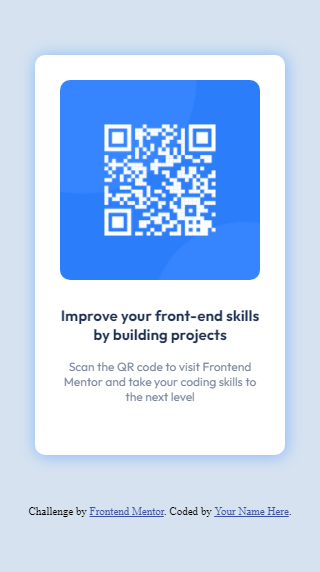 Improve your front-end skills
by building projects
Scan the QR code to visit Frontend
Mentor and take your coding skills to
the next level
Challenge by Frontend Mentor. Coded by Your Name Here.